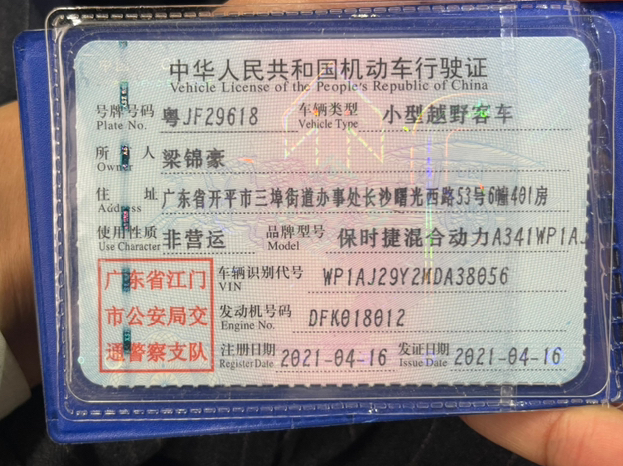 中华人民共和国机动车行驶证
Vehicle License of the People's Republic of China
号牌号码 粤JF29618 车辆类型 小型越野客车
Plate No. Vehicle Type
所有人 梁锦豪
Owner
住址 广东省开平市三埠街道办事处长沙曙光西路53号6幢401房
Address
使用性质 非营运 品牌型号 保时捷混合动力A341WP1AJ
Use Character Model
广东省江门 车辆识别代号 WP1AJ29Y2MDA38056
VIN
市公安局交 发动机号码 DFK018012
Engine No.
通警察支队 注册日期 2021-04-16 发证日期 2021-04-16
Register Date Issue Date